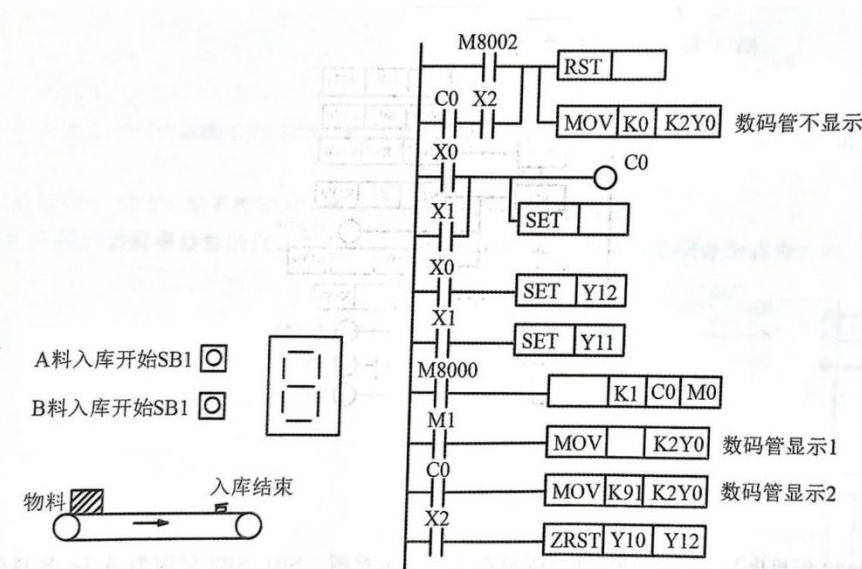 M8002
RST
C0 X2
MOV K0 K2Y0 数码管不显示
X0
C0
X1
SET
X0
SET Y12
X1
SET Y11
M8000
K1 C0 M0
M1
MOV K2Y0 数码管显示1
C0
MOV K91 K2Y0 数码管显示2
X2
ZRST Y10 Y12
A料入库开始SB1
B料入库开始SB1
物料
入库结束